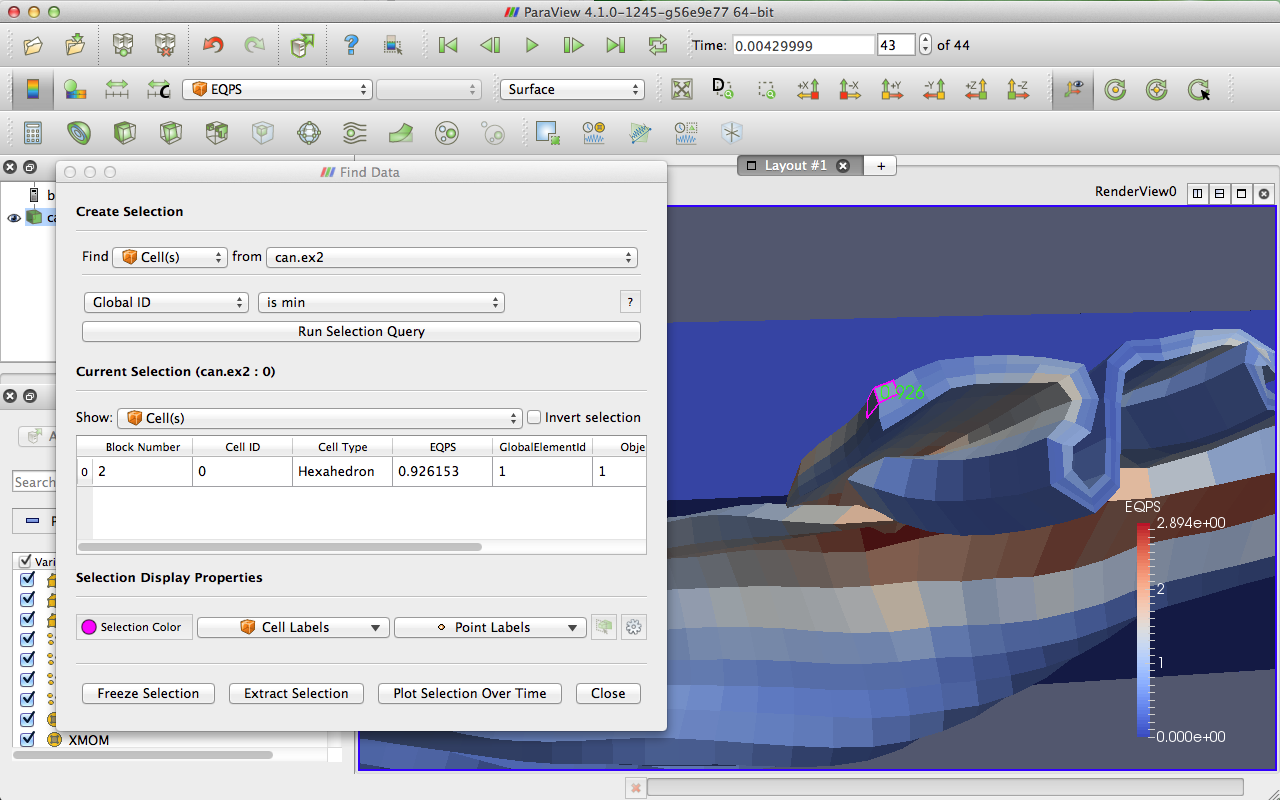 ParaView 4.1.0-1245-g56e9e77 64-bit
Time: 0.00429999 43 of 44
EQPS Surface
Layout #1 +
RenderView0
Find Data
Create Selection
Find Cell(s) from can.ex2
Global ID is min ?
Run Selection Query
Current Selection (can.ex2 : 0)
Show: Cell(s) Invert selection
Block Number Cell ID Cell Type EQPS GlobalElementId Obje
0 2 0 Hexahedron 0.926153 1 1
Selection Display Properties
Selection Color Cell Labels Point Labels
Freeze Selection Extract Selection Plot Selection Over Time Close
b
ca
Search
P
Vari
XMOM
0.926
EQPS
2.894e+00
2
1
0.000e+00